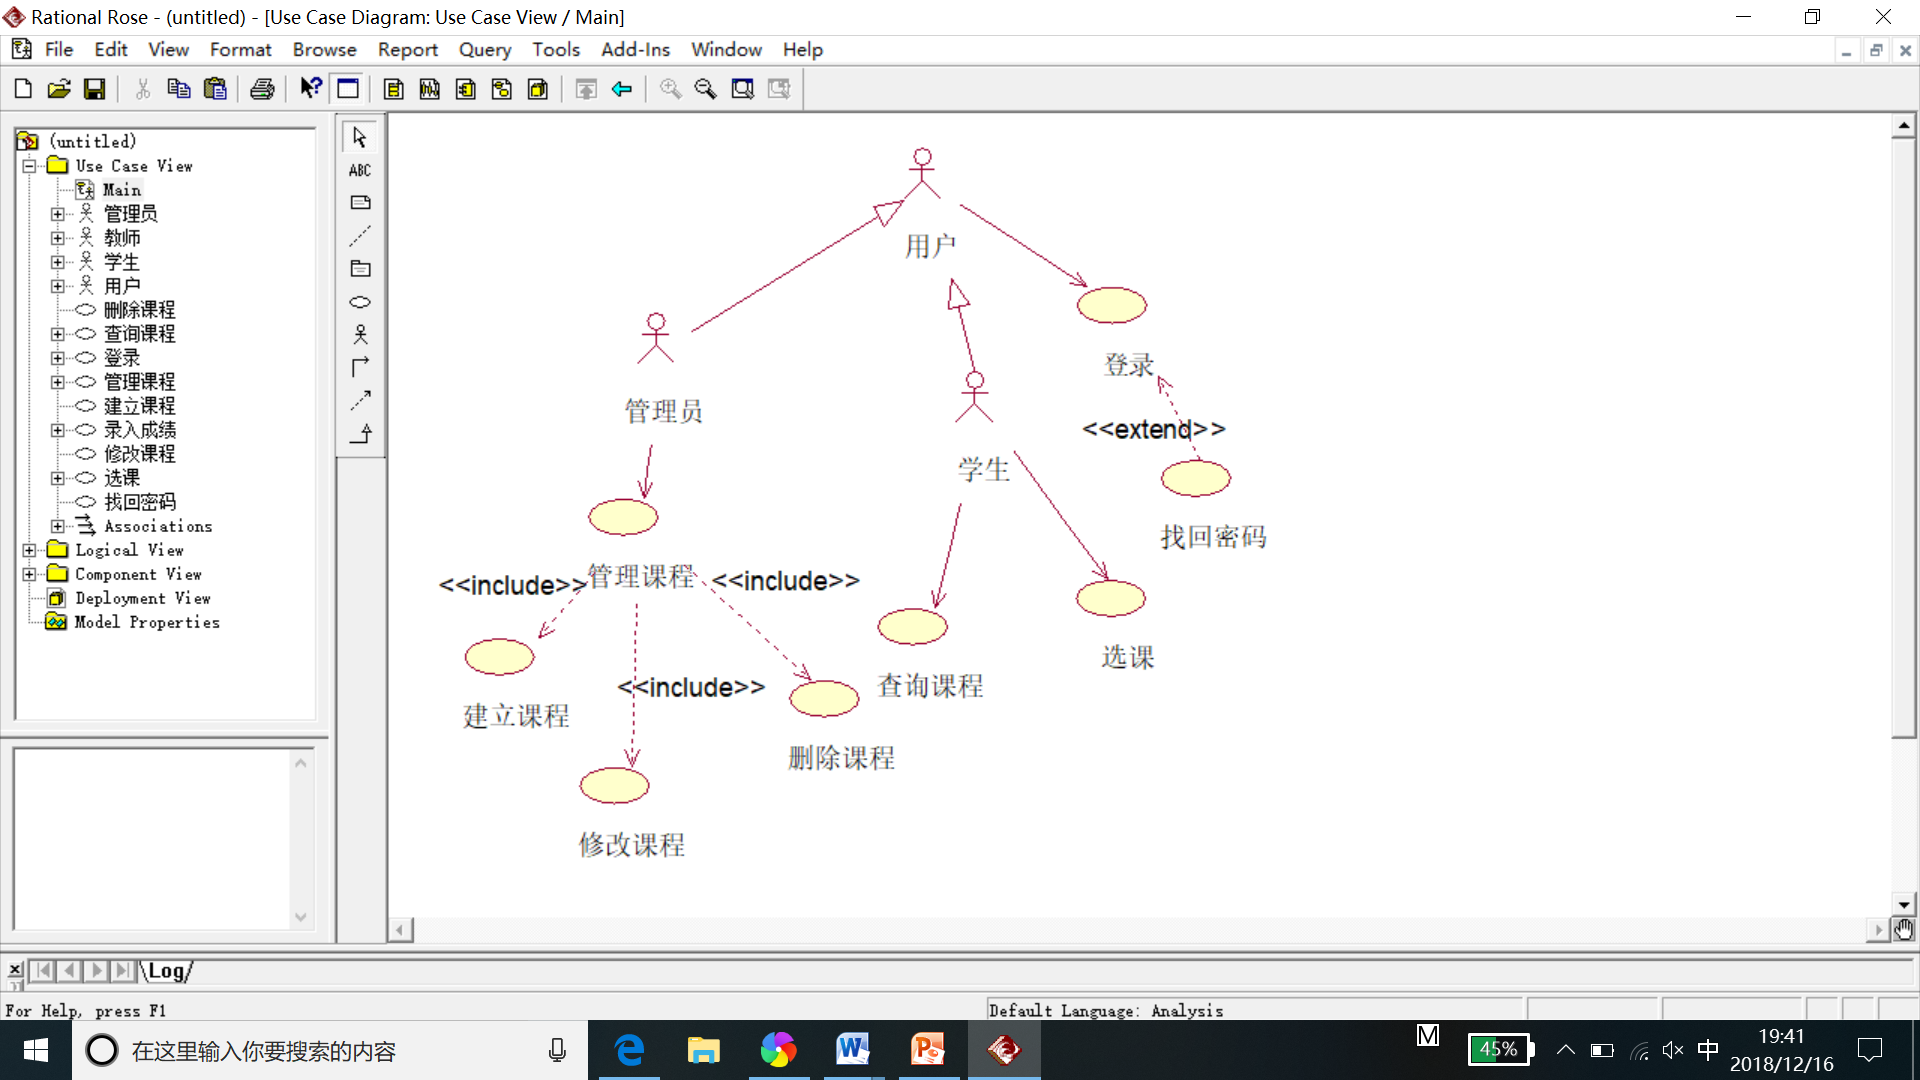 Rational Rose - (untitled) - [Use Case Diagram: Use Case View / Main]
File Edit View Format Browse Report Query Tools Add-Ins Window Help
(untitled)
Use Case View
Main
管理员
教师
学生
用户
删除课程
查询课程
登录
管理课程
建立课程
录入成绩
修改课程
选课
找回密码
Associations
Logical View
Component View
Deployment View
Model Properties
ABC
用户
登录
管理员
<<extend>>
学生
找回密码
<<include>>
管理课程
<<include>>
选课
查询课程
<<include>>
建立课程
删除课程
修改课程
Log
For Help, press F1
Default Language: Analysis
在这里输入你要搜索的内容
M
45%
中
19:41
2018/12/16